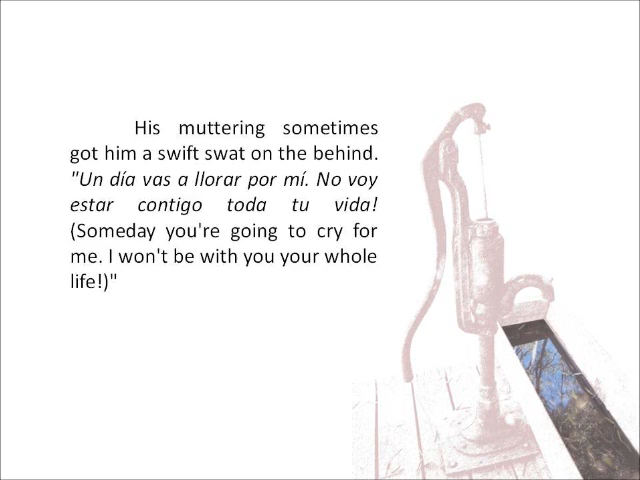 His muttering sometimes
got him a swift swat on the behind.
"Un día vas a llorar por mí. No voy
estar contigo toda tu vida!
(Someday you're going to cry for
me. I won't be with you your whole
life!)"